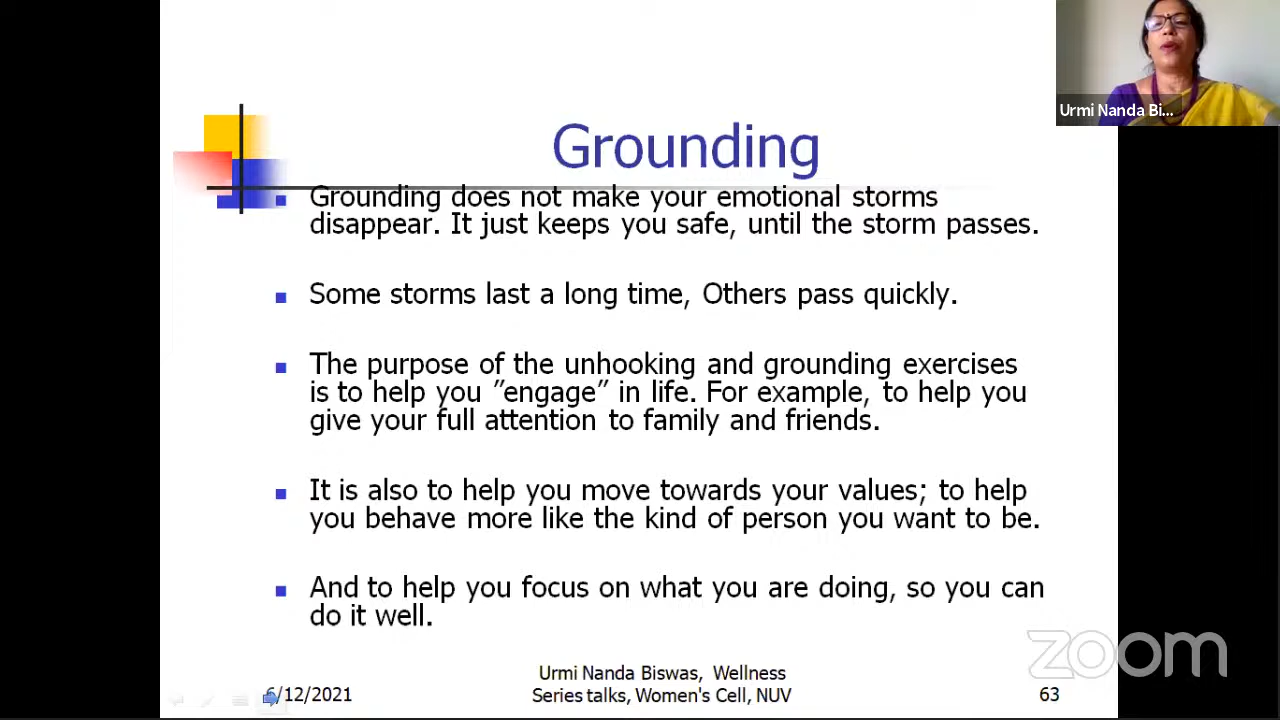 Urmi Nanda Bi...
Grounding
Grounding does not make your emotional storms
disappear. It just keeps you safe, until the storm passes.
Some storms last a long time, Others pass quickly.
The purpose of the unhooking and grounding exercises
is to help you ”engage” in life. For example, to help you
give your full attention to family and friends.
It is also to help you move towards your values; to help
you behave more like the kind of person you want to be.
And to help you focus on what you are doing, so you can
do it well.
zoom
Urmi Nanda Biswas, Wellness
Series talks, Women's Cell, NUV
6/12/2021
63